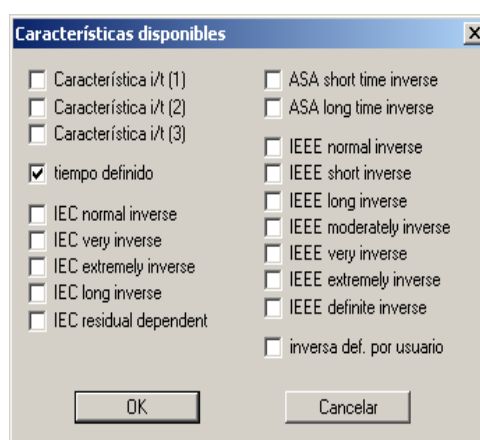 Características disponibles
Característica i/t (1)
Característica i/t (2)
Característica i/t (3)
tiempo definido
IEC normal inverse
IEC very inverse
IEC extremely inverse
IEC long inverse
IEC residual dependent
ASA short time inverse
ASA long time inverse
IEEE normal inverse
IEEE short inverse
IEEE long inverse
IEEE moderately inverse
IEEE very inverse
IEEE extremely inverse
IEEE definite inverse
inversa def. por usuario
OK
Cancelar